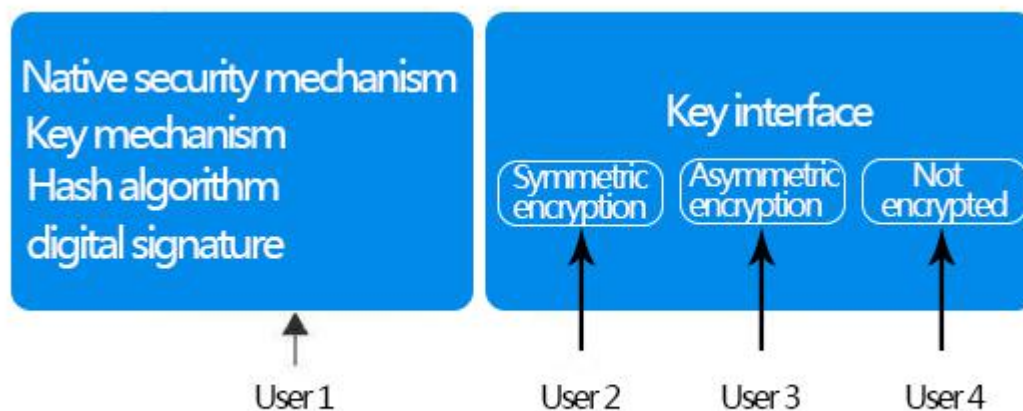 Native security mechanism
Key mechanism
Hash algorithm
digital signature
Key interface
Symmetric
encryption
Asymmetric
encryption
Not
encrypted
User 1
User 2
User 3
User 4